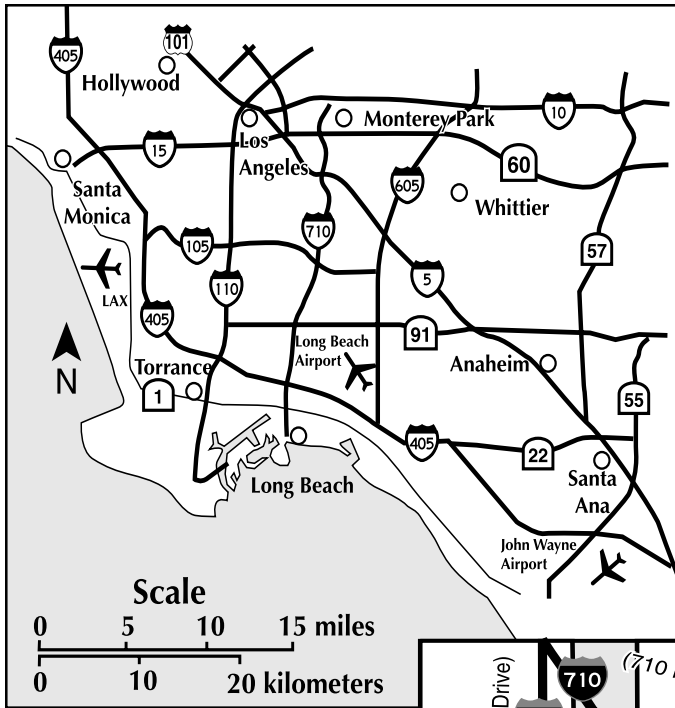 101
405
Hollywood
10
Monterey Park
Los
Angeles
15
60
Santa
Monica
605
Whittier
710
105
57
LAX
110
5
405
Long Beach
Airport
91
Anaheim
N
Torrance
1
55
405
22
Santa
Ana
Long Beach
John Wayne
Airport
Scale
0 5 10 15 miles
0 10 20 kilometers
Drive)
710
(710